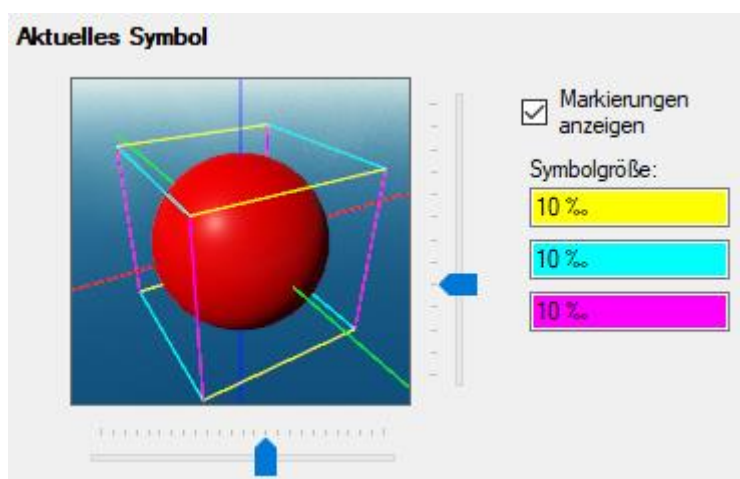 Aktuelles Symbol
Markierungen
anzeigen
Symbolgröße:
10 ‰
10 ‰
10 ‰